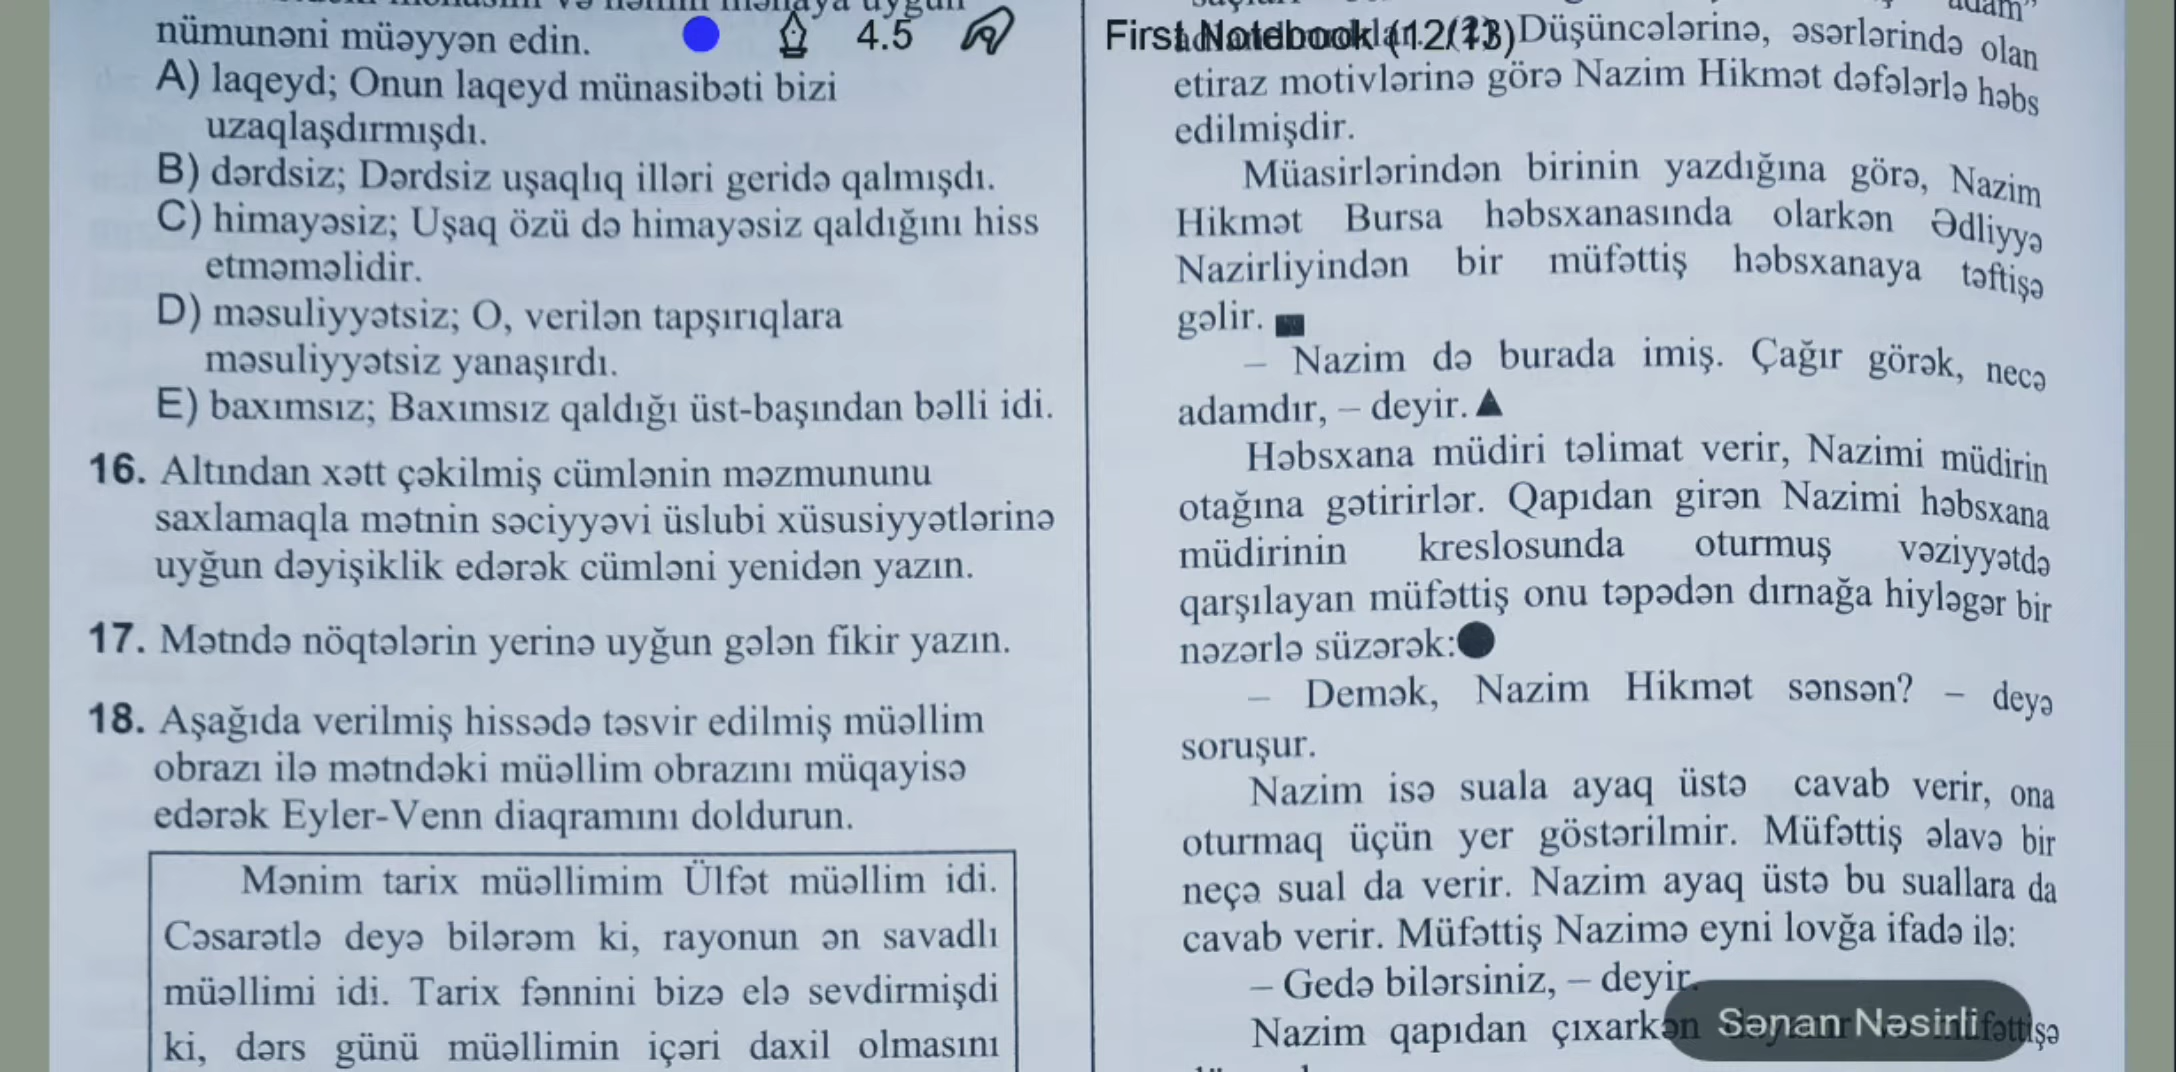 nümunəni müəyyən edin.
A) laqeyd; Onun laqeyd münasibəti bizi
uzaqlaşdırmışdı.
B) dərdsiz; Dərdsiz uşaqlıq illəri geridə qalmışdı.
C) himayəsiz; Uşaq özü də himayəsiz qaldığını hiss
etməməlidir.
D) məsuliyyətsiz; O, verilən tapşırıqlara
məsuliyyətsiz yanaşırdı.
E) baxımsız; Baxımsız qaldığı üst-başından bəlli idi.
16. Altından xətt çəkilmiş cümlənin məzmununu
saxlamaqla mətnin səciyyəvi üslubi xüsusiyyətlərinə
uyğun dəyişiklik edərək cümləni yenidən yazın.
17. Mətndə nöqtələrin yerinə uyğun gələn fikir yazın.
18. Aşağıda verilmiş hissədə təsvir edilmiş müəllim
obrazı ilə mətndəki müəllim obrazını müqayisə
edərək Eyler-Venn diaqramını doldurun.
Mənim tarix müəllimim Ülfət müəllim idi.
Cəsarətlə deyə bilərəm ki, rayonun ən savadlı
müəllimi idi. Tarix fənnini bizə elə sevdirmişdi
ki, dərs günü müəllimin içəri daxil olmasını
4.5
First Notebook (12/13)
Düşüncələrinə, əsərlərində olan
etiraz motivlərinə görə Nazim Hikmət dəfələrlə həbs
edilmişdir.
Müasirlərindən birinin yazdığına görə, Nazim
Hikmət Bursa həbsxanasında olarkən Ədliyyə
Nazirliyindən bir müfəttiş həbsxanaya təftişə
gəlir. ■
– Nazim də burada imiş. Çağır görək, necə
adamdır, – deyir. ▲
Həbsxana müdiri təlimat verir, Nazimi müdirin
otağına gətirirlər. Qapıdan girən Nazimi həbsxana
müdirinin kreslosunda oturmuş vəziyyətdə
qarşılayan müfəttiş onu təpədən dırnağa hiyləgər bir
nəzərlə süzərək: ●
– Demək, Nazim Hikmət sənsən? – deyə
soruşur.
Nazim isə suala ayaq üstə cavab verir, ona
oturmaq üçün yer göstərilmir. Müfəttiş əlavə bir
neçə sual da verir. Nazim ayaq üstə bu suallara da
cavab verir. Müfəttiş Nazimə eyni lovğa ifadə ilə:
– Gedə bilərsiniz, – deyir.
Nazim qapıdan çıxarkən
Sənan Nəsirli